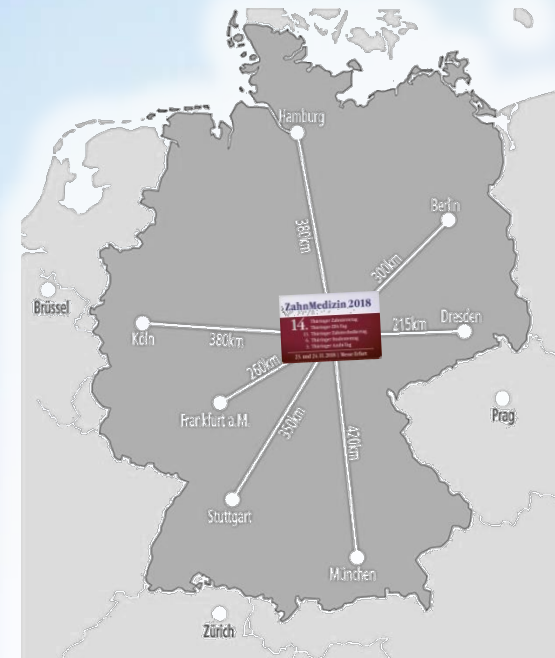 Hamburg
380km
Berlin
300km
Brüssel
ZahnMedizin 2018
14.
Köln
380km
215km
Dresden
260km
Frankfurt a.M.
350km
420km
Prag
Stuttgart
München
Zürich